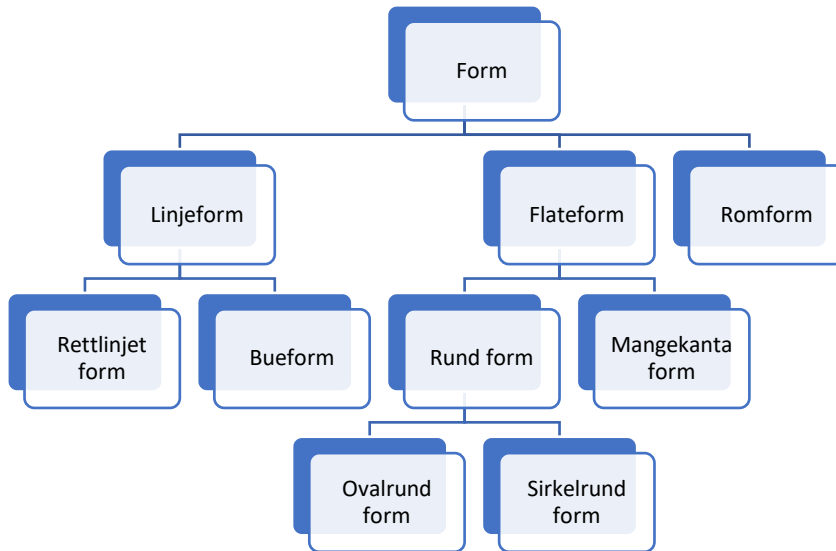 Form
Linjeform
Flateform
Romform
Rettlinjet
form
Bueform
Rund form
Mangekanta
form
Ovalrund
form
Sirkelrund
form